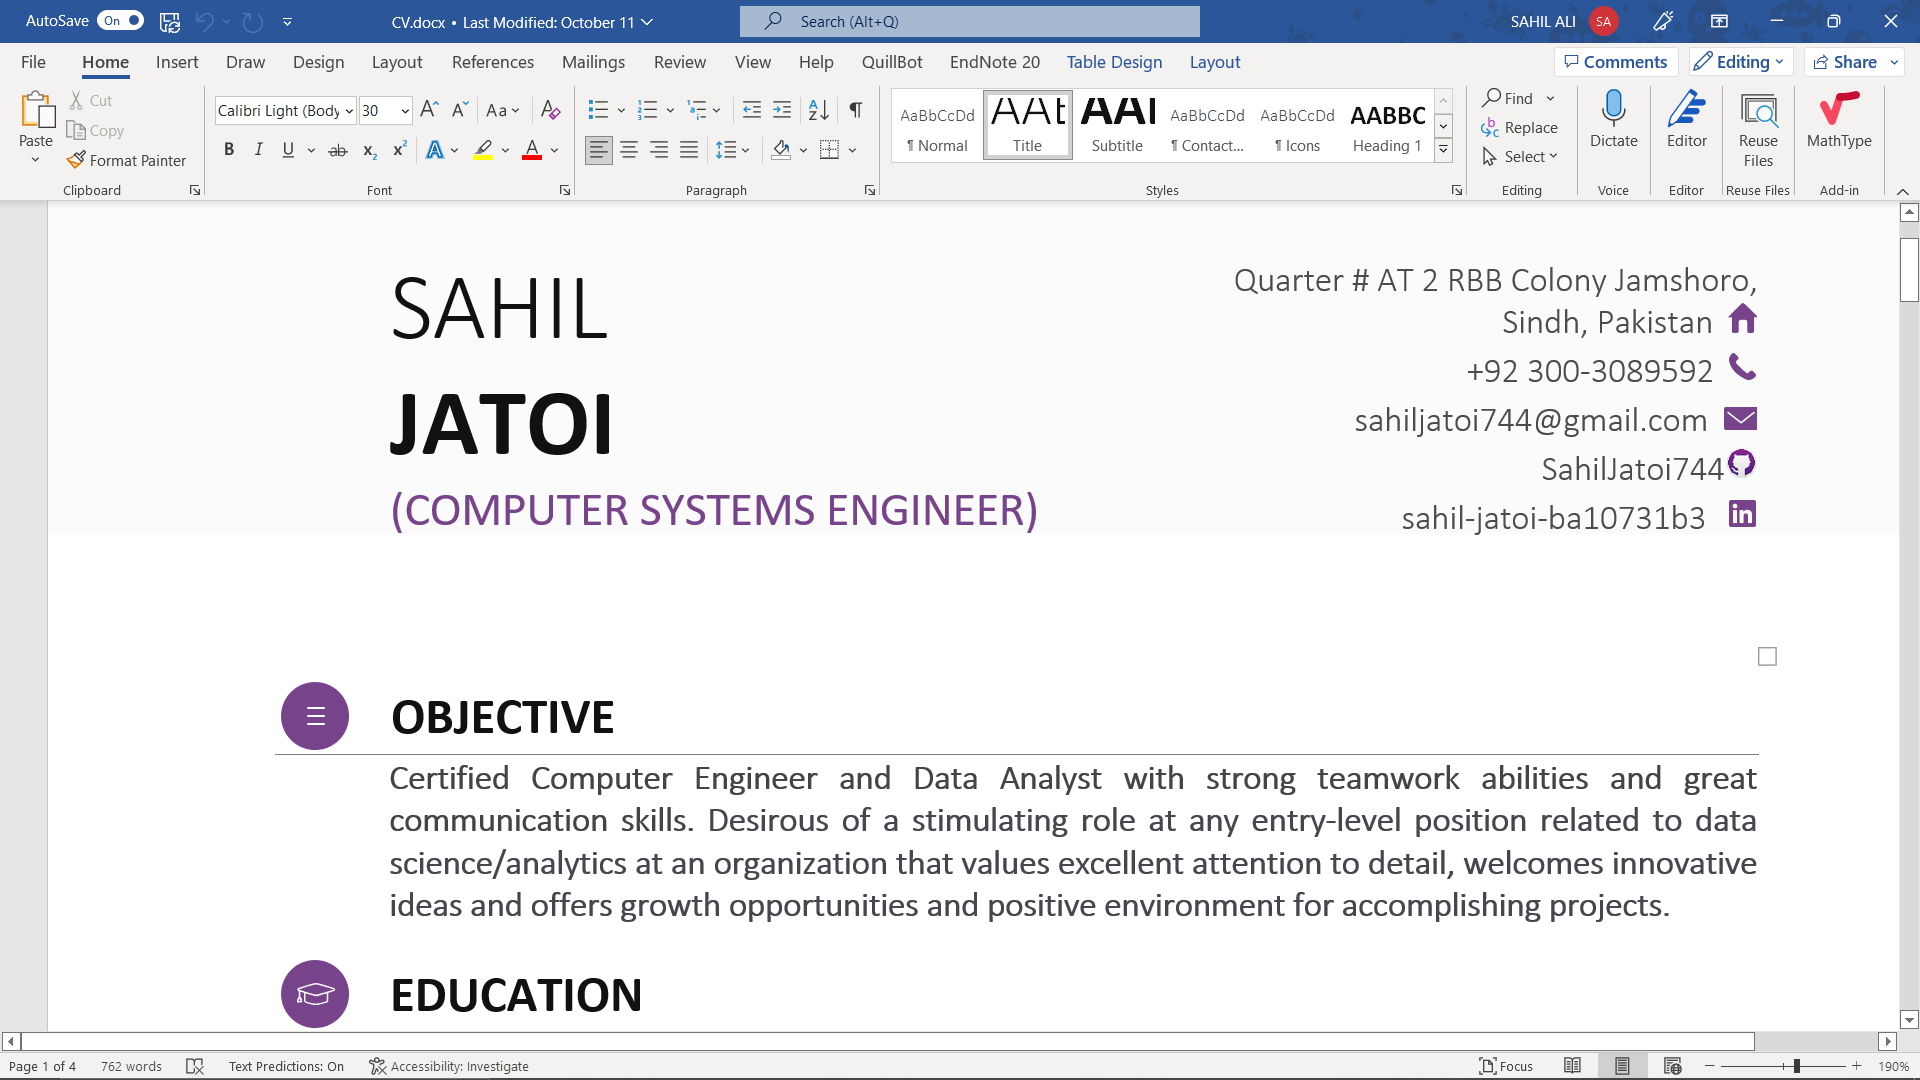 AutoSave On CV.docx • Last Modified: October 11 Search (Alt+Q) SAHIL ALI SA
File Home Insert Draw Design Layout References Mailings Review View Help QuillBot EndNote 20 Table Design Layout Comments Editing Share
Paste Cut Copy Format Painter Clipboard
Calibri Light (Body 30 Aa
B I U ab x₂ x² A A Font
Paragraph
AaBbCcDd AAt AAI AaBbCcDd AaBbCcDd AABBC
¶ Normal Title Subtitle ¶ Contact... ¶ Icons Heading 1
Styles
Find Replace Select Editing
Dictate Voice
Editor Editor
Reuse Files Reuse Files
MathType Add-in
SAHIL
JATOI
(COMPUTER SYSTEMS ENGINEER)
Quarter # AT 2 RBB Colony Jamshoro,
Sindh, Pakistan
+92 300-3089592
sahiljatoi744@gmail.com
SahilJatoi744
sahil-jatoi-ba10731b3 in
OBJECTIVE
Certified Computer Engineer and Data Analyst with strong teamwork abilities and great
communication skills. Desirous of a stimulating role at any entry-level position related to data
science/analytics at an organization that values excellent attention to detail, welcomes innovative
ideas and offers growth opportunities and positive environment for accomplishing projects.
EDUCATION
Page 1 of 4 762 words Text Predictions: On Accessibility: Investigate Focus 190%